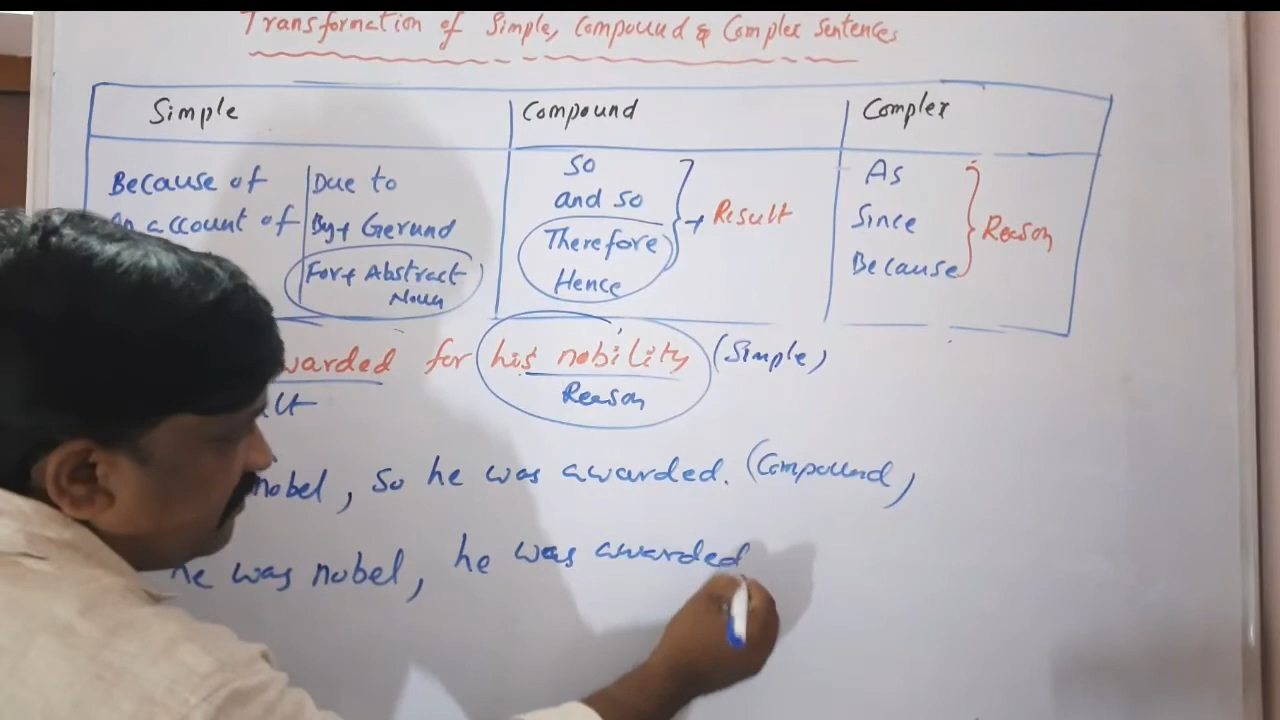 Transformation of Simple, Compound & Complex Sentences
Simple
Compound
Complex
Because of
Due to
So
As
and so
account of
By+ Gerund
Result
Since
Therefore
Reason
For+ Abstract
Noun
Hence
Because
warded for his nobility (Simple)
Reason
nobel, so he was awarded. (Compound)
he was nobel, he was awarded